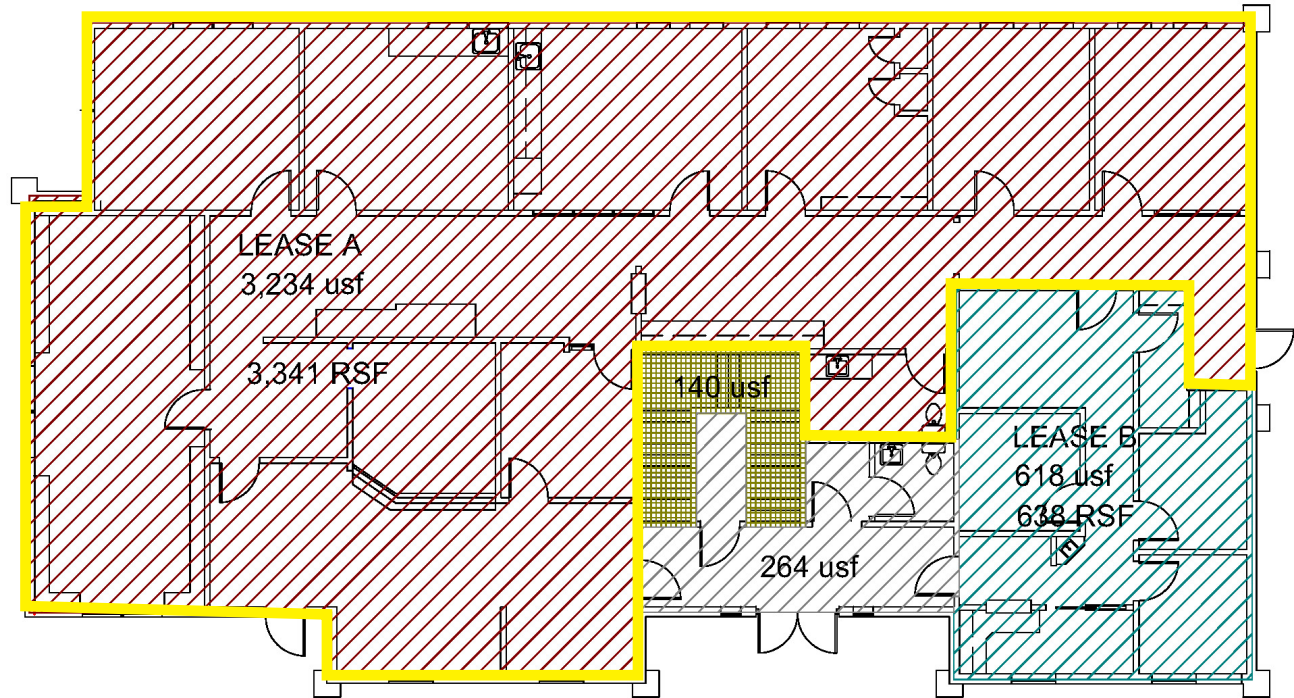 LEASE A
3,234 usf
3,341 RSF
140 usf
LEASE B
618 usf
638 RSF
E
264 usf